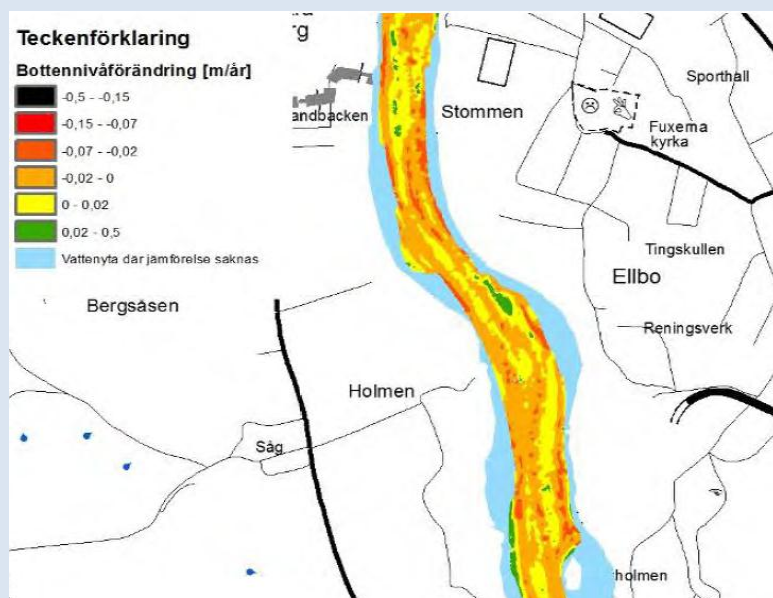 Teckenförklaring
Bottennivåförändring [m/år]
-0,5 - -0,15
-0,15 - -0,07
-0,07 - -0,02
-0,02 - 0
0 - 0,02
0,02 - 0,5
Vattenyta där jämförelse saknas
rg
andbacken
Stommen
Sporthall
Fuxerna
kyrka
Tingskullen
Ellbo
Reningsverk
Bergsåsen
Holmen
Såg
holmen